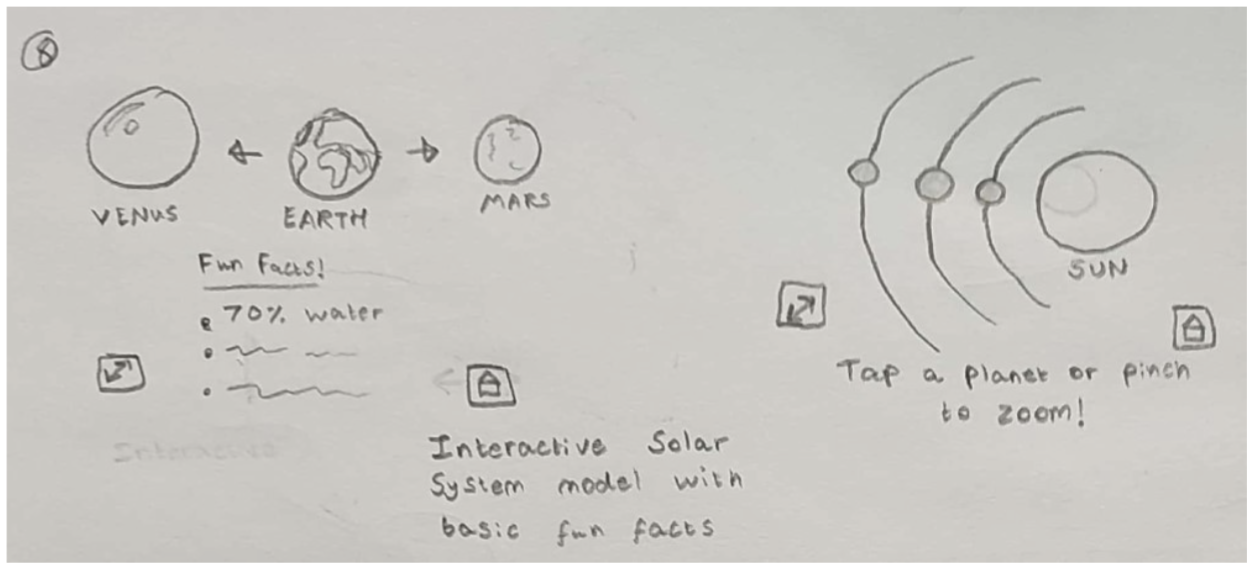 8
VENUS
EARTH
MARS
Fun Facts!
70% water
Interactive
Interactive Solar
System model with
basic fun facts
SUN
Tap a planet or pinch
to zoom!